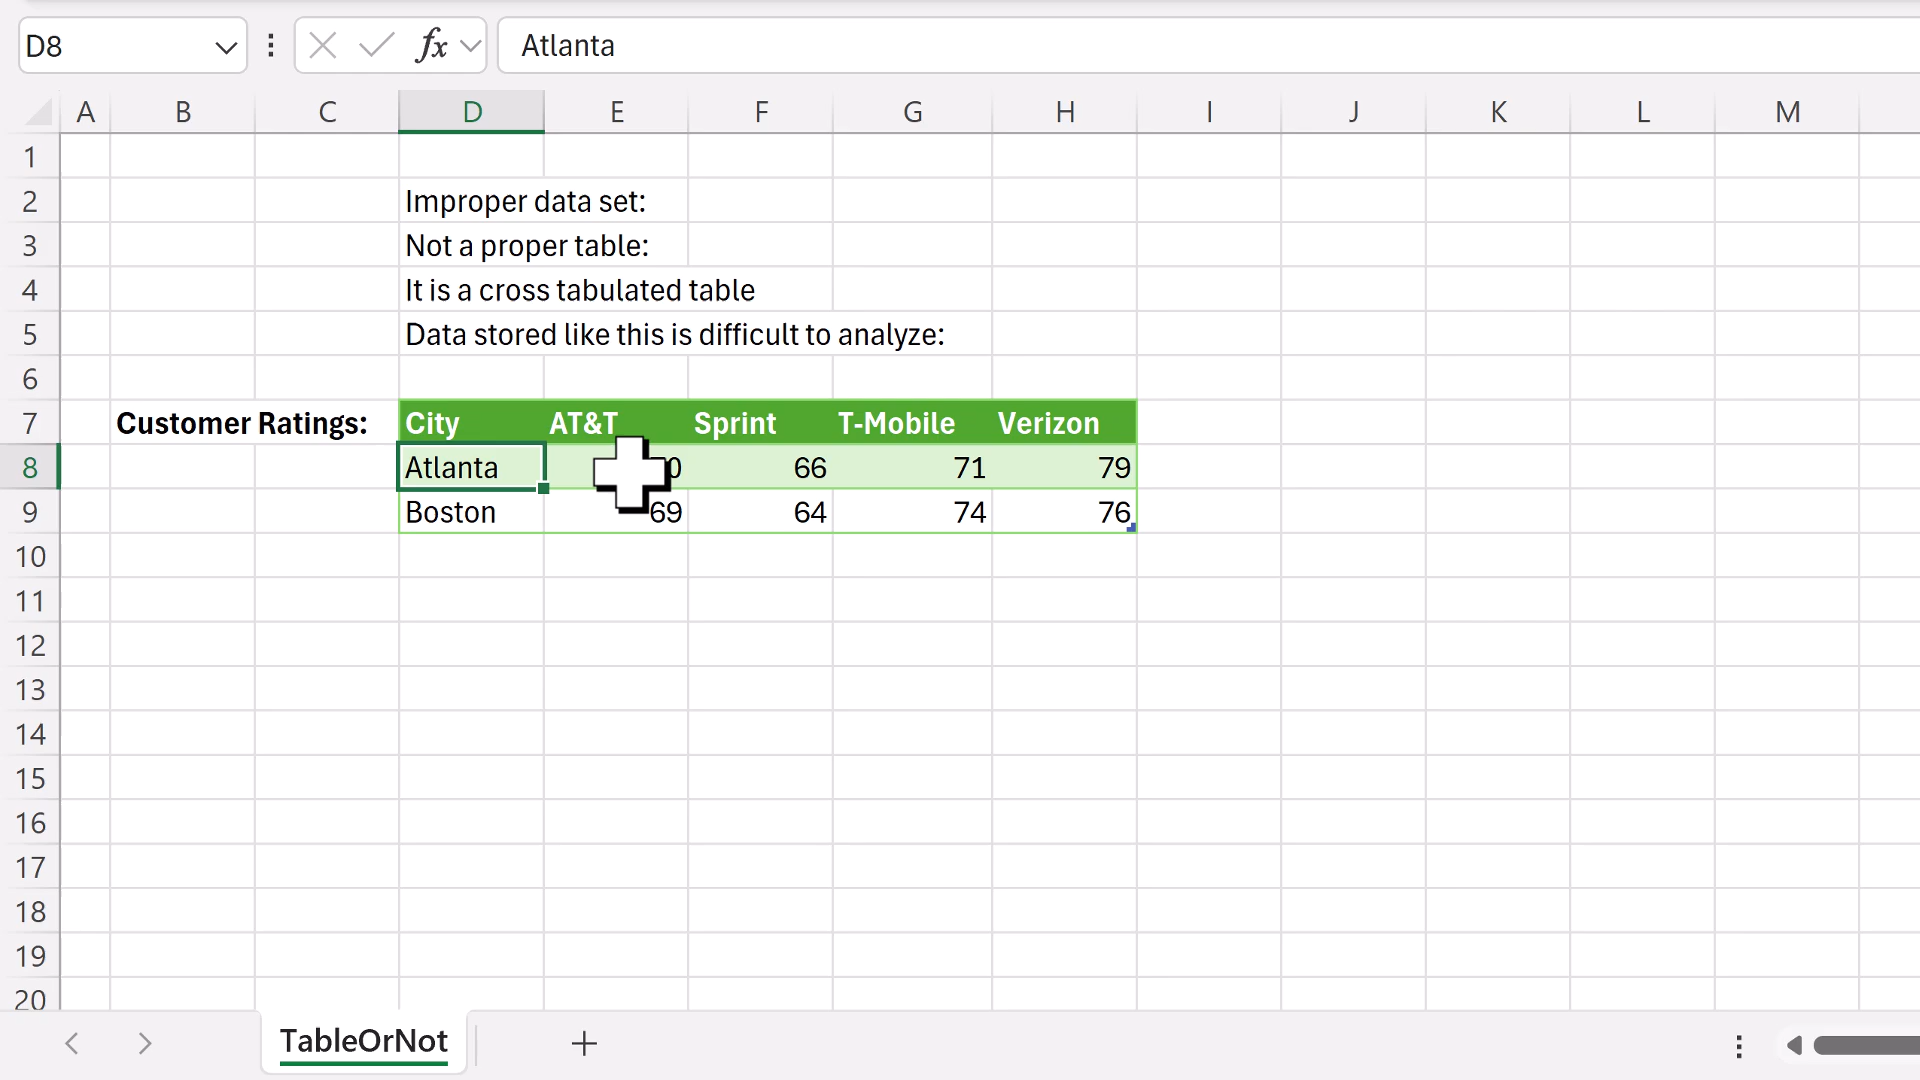 D8 fx Atlanta
A B C D E F G H I J K L M
1
2 Improper data set:
3 Not a proper table:
4 It is a cross tabulated table
5 Data stored like this is difficult to analyze:
6
7 Customer Ratings: City AT&T Sprint T-Mobile Verizon
8 Atlanta 66 71 79
9 Boston 69 64 74 76
10
11
12
13
14
15
16
17
18
19
20
TableOrNot